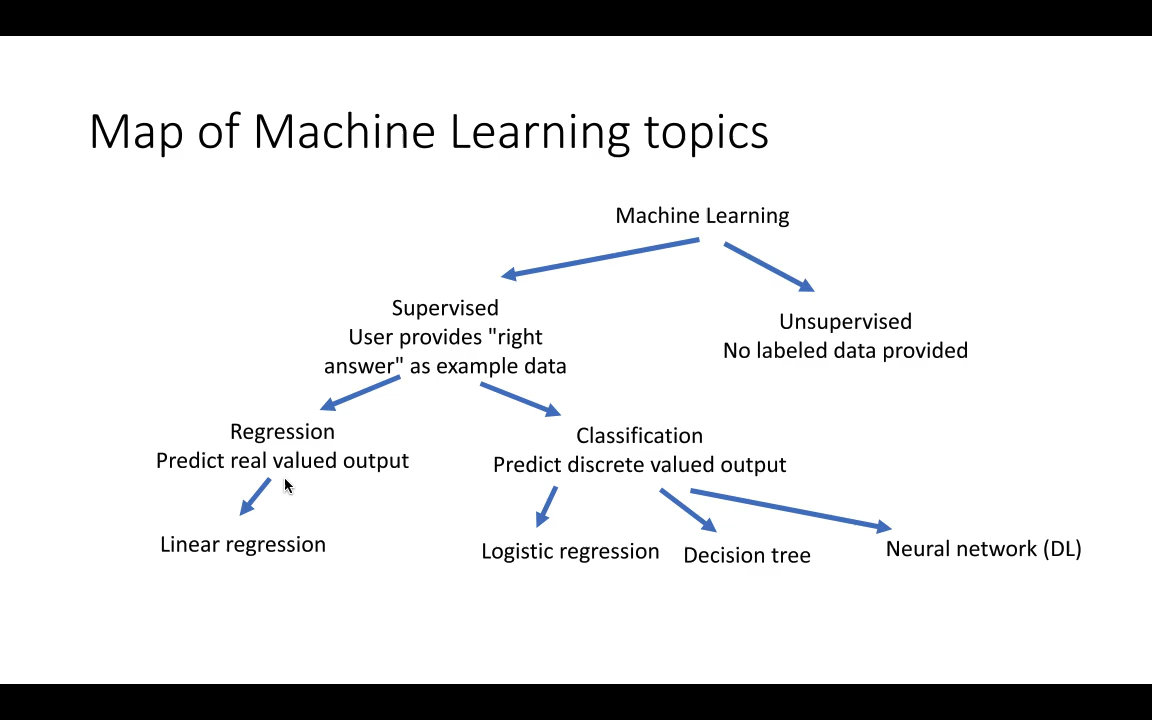 Map of Machine Learning topics
Machine Learning
Supervised
User provides "right
answer" as example data
Unsupervised
No labeled data provided
Regression
Predict real valued output
Classification
Predict discrete valued output
Linear regression
Logistic regression
Decision tree
Neural network (DL)